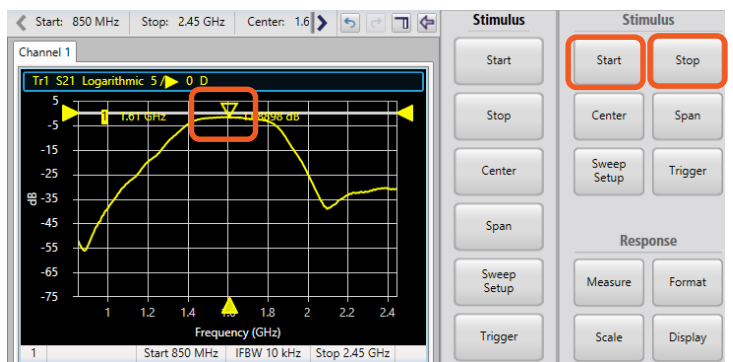 Start: 850 MHz Stop: 2.45 GHz Center: 1.6
Channel 1
Tr1 S21 Logarithmic 5 / 0 D
5
-5
-15
-25
-35
-45
-55
-65
-75
dB
1 1.61 GHz
8898 dB
1 1.2 1.4 1.8 2 2.2 2.4
Frequency (GHz)
1 Start 850 MHz IFBW 10 kHz Stop 2.45 GHz
Stimulus
Start
Stop
Center
Span
Sweep
Setup
Trigger
Stimulus
Start Stop
Center Span
Sweep
Setup
Trigger
Response
Measure Format
Scale Display